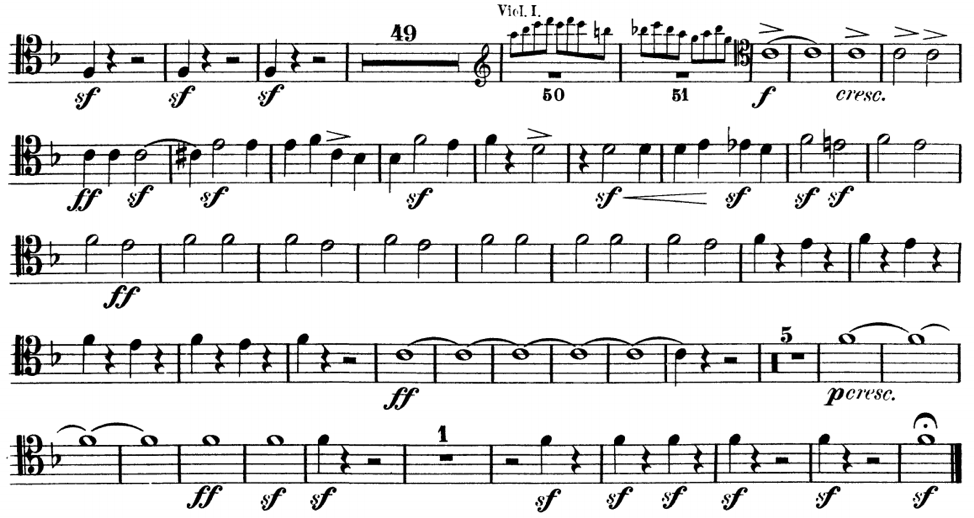 Viol. I.
49
sf sf sf 50 51 f cresc.
ff sf sf sf sf sf sf sf
ff
5
ff p cresc.
1
ff sf sf sf sf sf sf sf sf